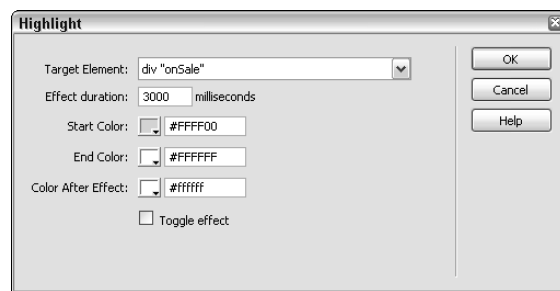 Highlight
Target Element: div "onSale"
Effect duration: 3000 milliseconds
Start Color: #FFFF00
End Color: #FFFFFF
Color After Effect: #ffffff
Toggle effect
OK
Cancel
Help